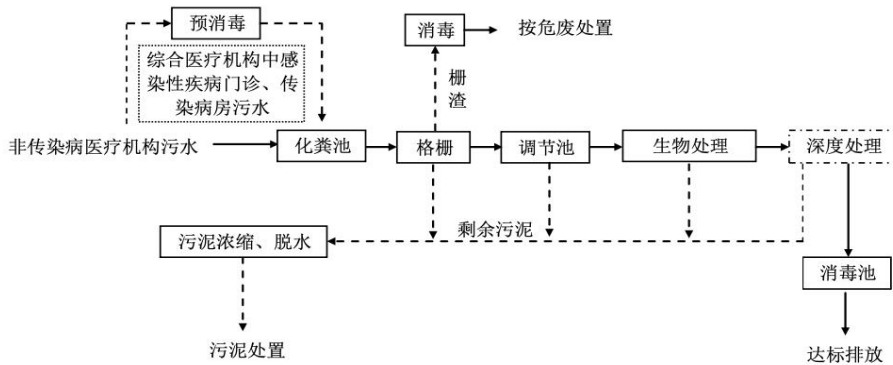 预消毒
消毒
按危废处置
综合医疗机构中感
染性疾病门诊、传
染病房污水
栅
渣
非传染病医疗机构污水
化粪池
格栅
调节池
生物处理
深度处理
剩余污泥
污泥浓缩、脱水
消毒池
污泥处置
达标排放